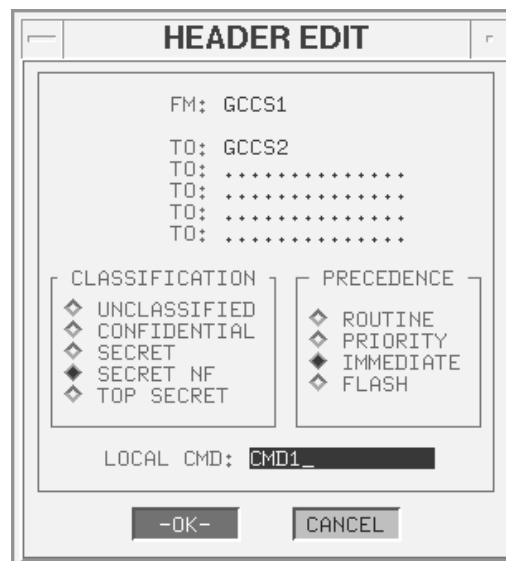 HEADER EDIT
FM: GCCS1
TO: GCCS2
TO: ..............
TO: ..............
TO: ..............
TO: ..............
CLASSIFICATION
UNCLASSIFIED
CONFIDENTIAL
SECRET
SECRET NF
TOP SECRET
PRECEDENCE
ROUTINE
PRIORITY
IMMEDIATE
FLASH
LOCAL CMD: CMD1_
-OK-
CANCEL